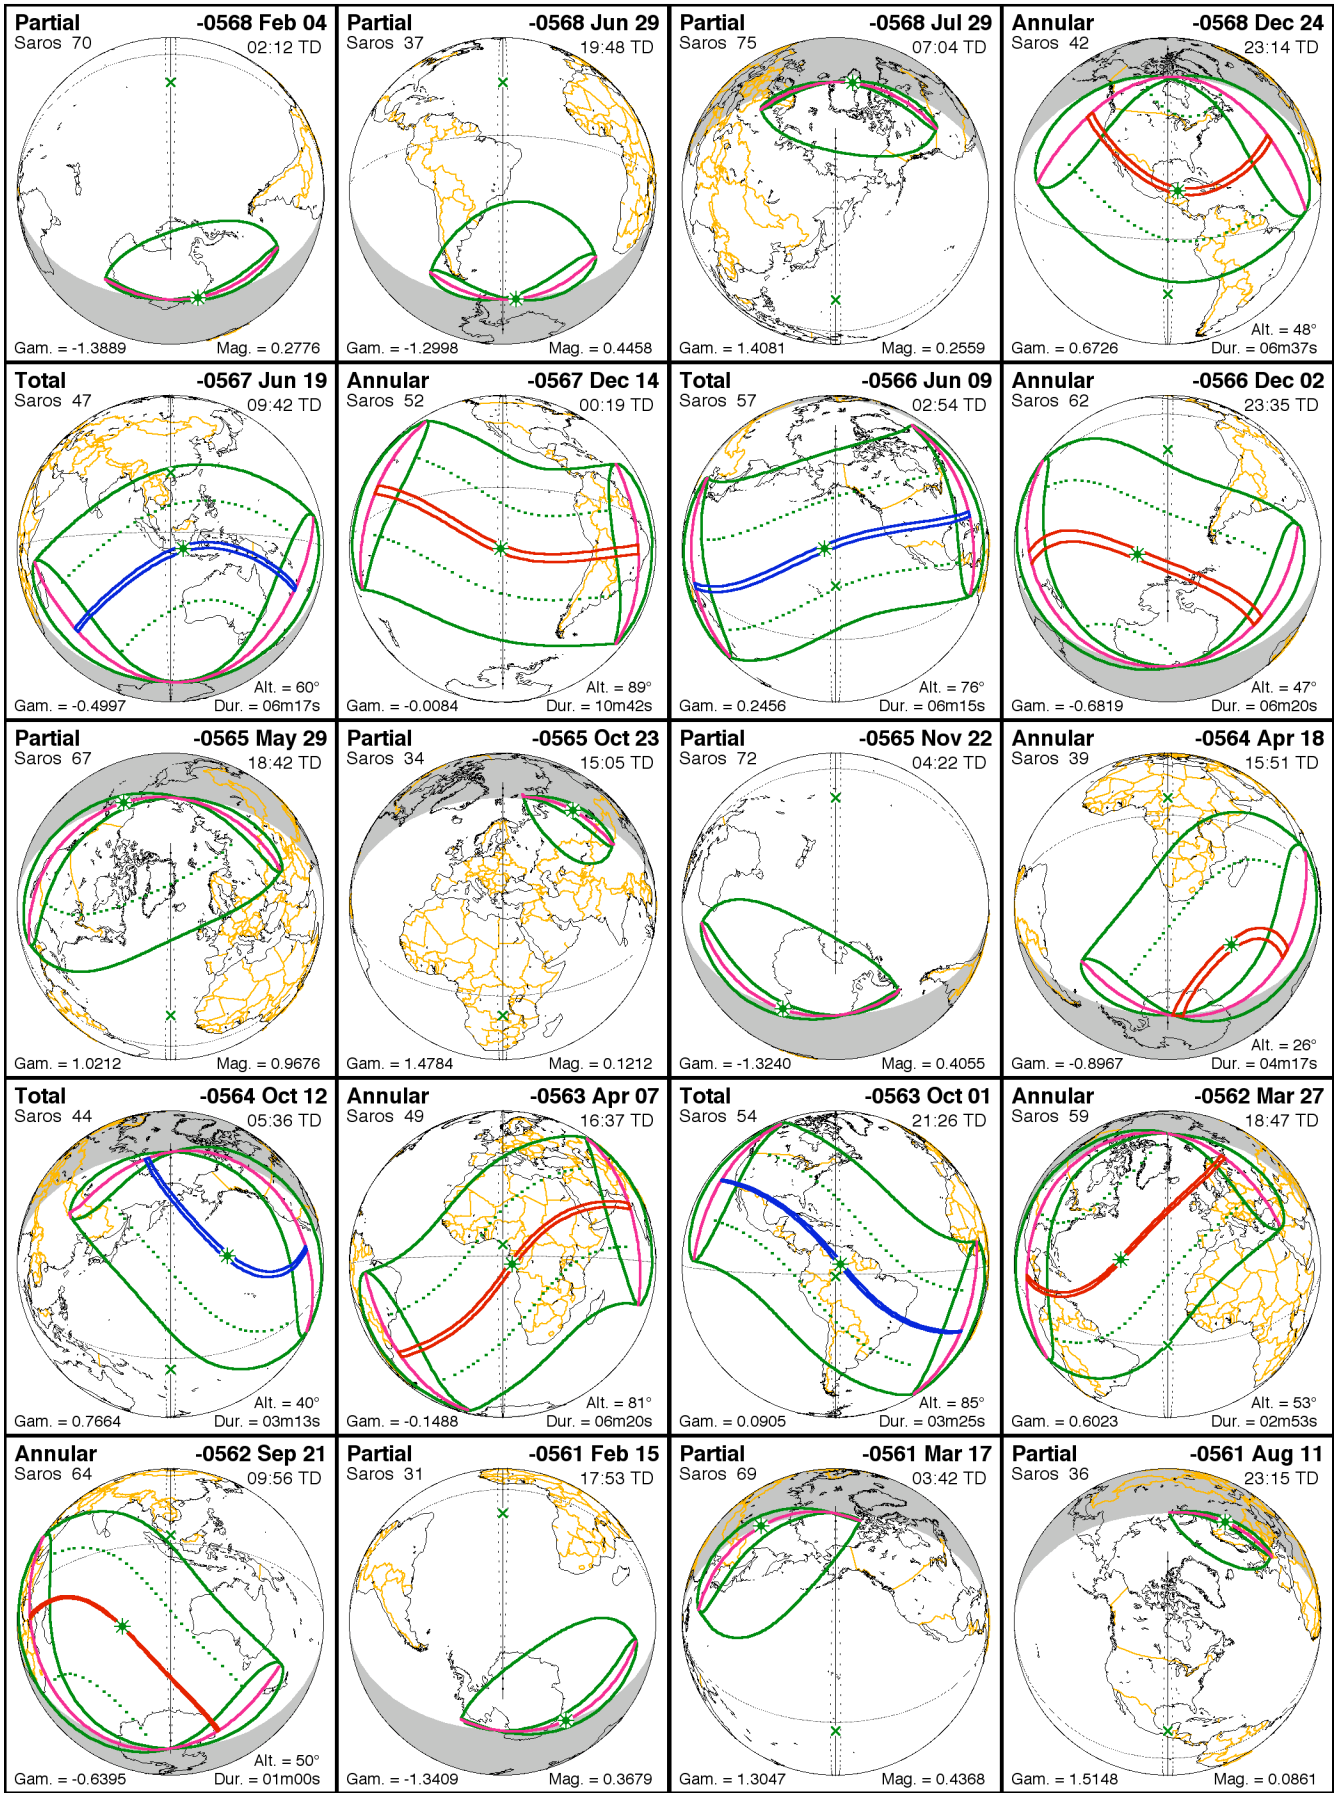 Partial -0568 Feb 04
Saros 70 02:12 TD
Gam. = -1.3889 Mag. = 0.2776
Partial -0568 Jun 29
Saros 37 19:48 TD
Gam. = -1.2998 Mag. = 0.4458
Partial -0568 Jul 29
Saros 75 07:04 TD
Gam. = 1.4081 Mag. = 0.2559
Annular -0568 Dec 24
Saros 42 23:14 TD
Alt. = 48°
Gam. = 0.6726 Dur. = 06m37s
Total -0567 Jun 19
Saros 47 09:42 TD
Alt. = 60°
Gam. = -0.4997 Dur. = 06m17s
Annular -0567 Dec 14
Saros 52 00:19 TD
Alt. = 89°
Gam. = -0.0084 Dur. = 10m42s
Total -0566 Jun 09
Saros 57 02:54 TD
Alt. = 76°
Gam. = 0.2456 Dur. = 06m15s
Annular -0566 Dec 02
Saros 62 23:35 TD
Alt. = 47°
Gam. = -0.6819 Dur. = 06m20s
Partial -0565 May 29
Saros 67 18:42 TD
Gam. = 1.0212 Mag. = 0.9676
Partial -0565 Oct 23
Saros 34 15:05 TD
Gam. = 1.4784 Mag. = 0.1212
Partial -0565 Nov 22
Saros 72 04:22 TD
Gam. = -1.3240 Mag. = 0.4055
Annular -0564 Apr 18
Saros 39 15:51 TD
Alt. = 26°
Gam. = -0.8967 Dur. = 04m17s
Total -0564 Oct 12
Saros 44 05:36 TD
Alt. = 40°
Gam. = 0.7664 Dur. = 03m13s
Annular -0563 Apr 07
Saros 49 16:37 TD
Alt. = 81°
Gam. = -0.1488 Dur. = 06m20s
Total -0563 Oct 01
Saros 54 21:26 TD
Alt. = 85°
Gam. = 0.0905 Dur. = 03m25s
Annular -0562 Mar 27
Saros 59 18:47 TD
Alt. = 53°
Gam. = 0.6023 Dur. = 02m53s
Annular -0562 Sep 21
Saros 64 09:56 TD
Alt. = 50°
Gam. = -0.6395 Dur. = 01m00s
Partial -0561 Feb 15
Saros 31 17:53 TD
Gam. = -1.3409 Mag. = 0.3679
Partial -0561 Mar 17
Saros 69 03:42 TD
Gam. = 1.3047 Mag. = 0.4368
Partial -0561 Aug 11
Saros 36 23:15 TD
Gam. = 1.5148 Mag. = 0.0861